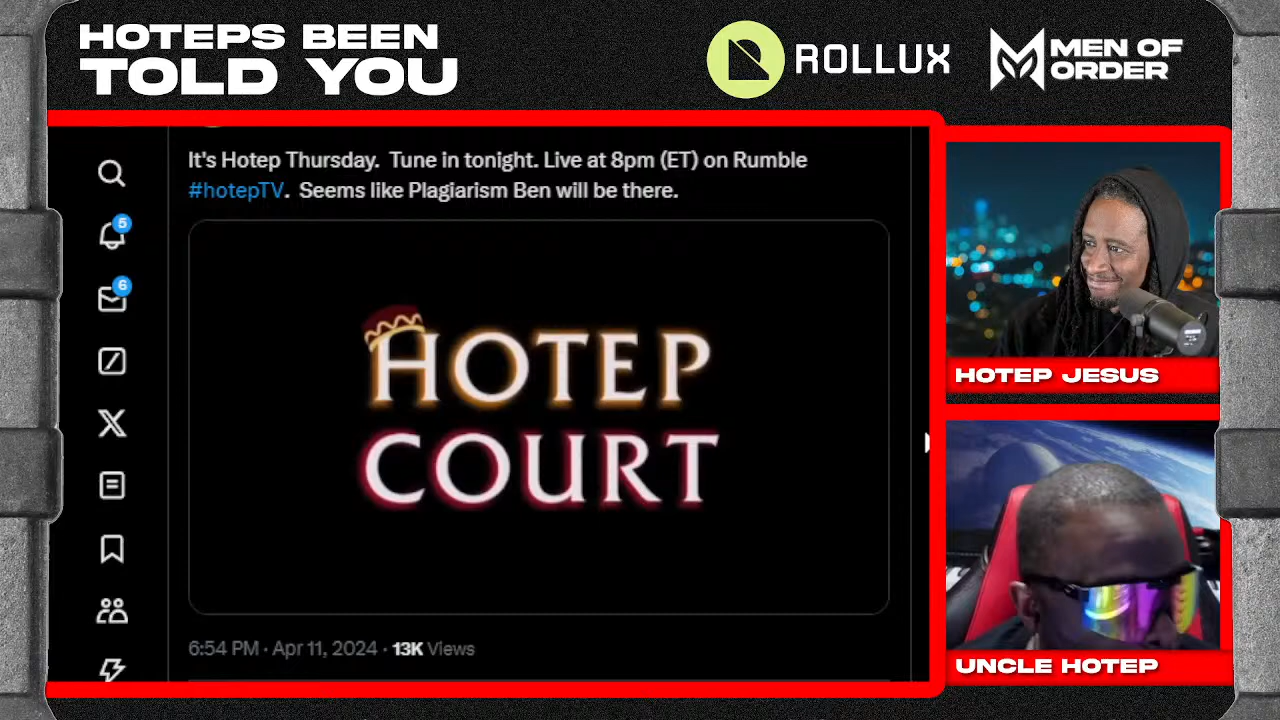 HOTEPS BEEN
TOLD YOU
ROLLUX
MEN OF
ORDER
It's Hotep Thursday. Tune in tonight. Live at 8pm (ET) on Rumble
#hotepTV. Seems like Plagiarism Ben will be there.
5
6
HOTEP
COURT
6:54 PM · Apr 11, 2024 · 13K Views
HOTEP JESUS
UNCLE HOTEP